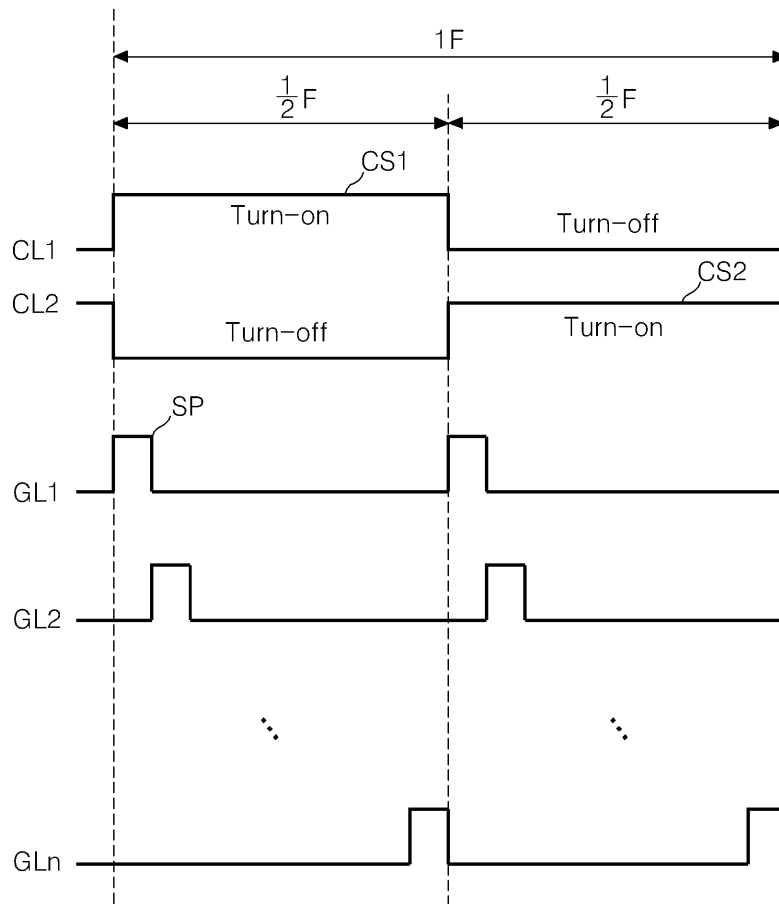 1F
1/2 F
1/2 F
CS1
Turn-on
Turn-off
CL1
CS2
CL2
Turn-off
Turn-on
SP
GL1
GL2
GLn